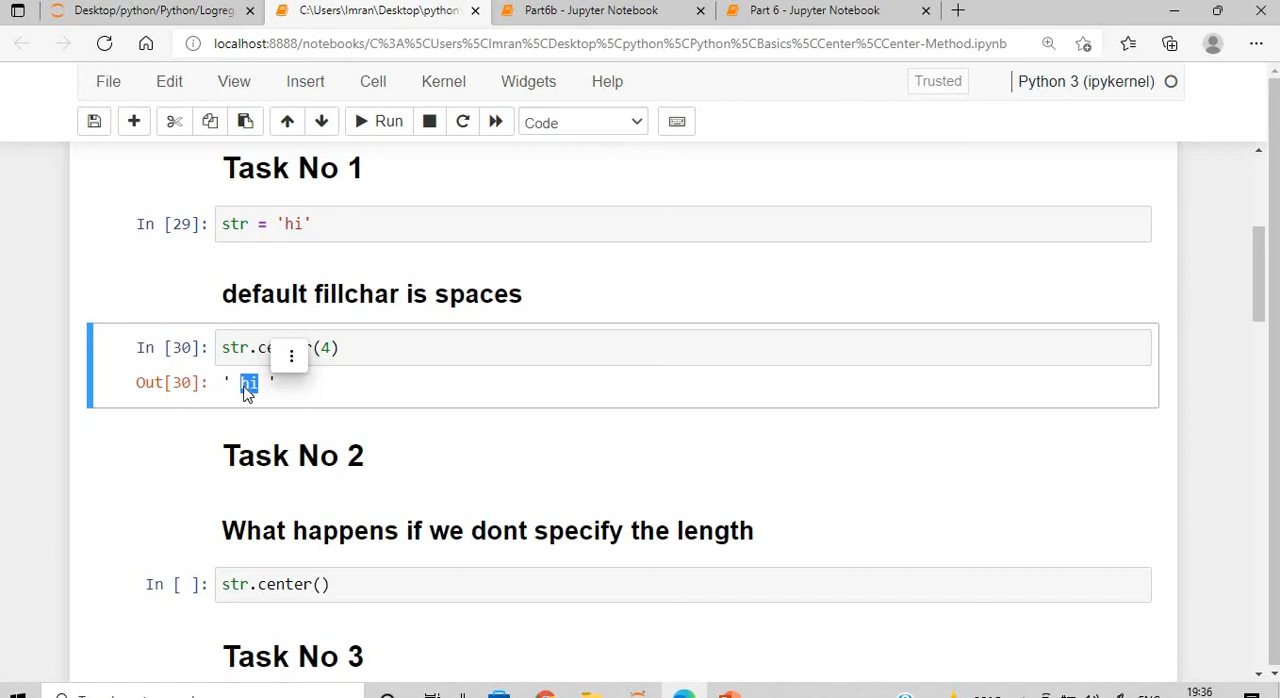 Desktop/python/Python/Logreg
C:\Users\Imran\Desktop\python
Part6b - Jupyter Notebook
Part 6 - Jupyter Notebook
localhost:8888/notebooks/C%3A%5CUsers%5CImran%5CDesktop%5Cpython%5CPython%5CBasics%5CCenter%5CCenter-Method.ipynb
File Edit View Insert Cell Kernel Widgets Help Trusted Python 3 (ipykernel)
Run Code
Task No 1
In [29]: str = 'hi'
default fillchar is spaces
In [30]: str.ce r(4)
Out[30]: ' hi '
Task No 2
What happens if we dont specify the length
In [ ]: str.center()
Task No 3
19:36